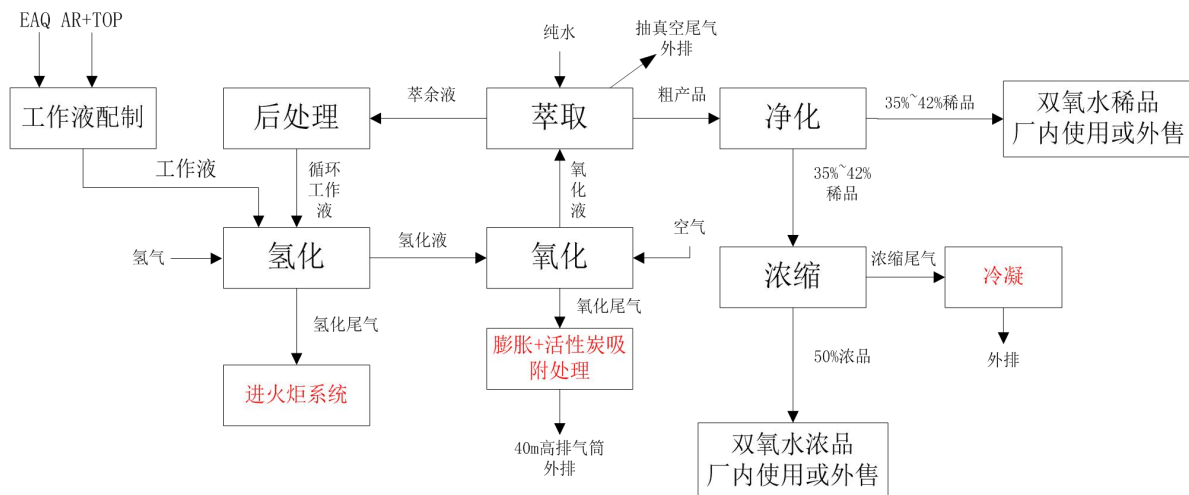 EAQ AR+TOP
纯水
抽真空尾气
外排
工作液配制
后处理
萃余液
萃取
粗产品
净化
35%~42%稀品
双氧水稀品
厂内使用或外售
工作液
循环
工作
液
氧
化
液
35%~42%
稀品
氢气
氢化
氢化液
氧化
空气
浓缩
浓缩尾气
冷凝
氢化尾气
氧化尾气
进火炬系统
膨胀+活性炭吸
附处理
50%浓品
外排
40m高排气筒
外排
双氧水浓品
厂内使用或外售